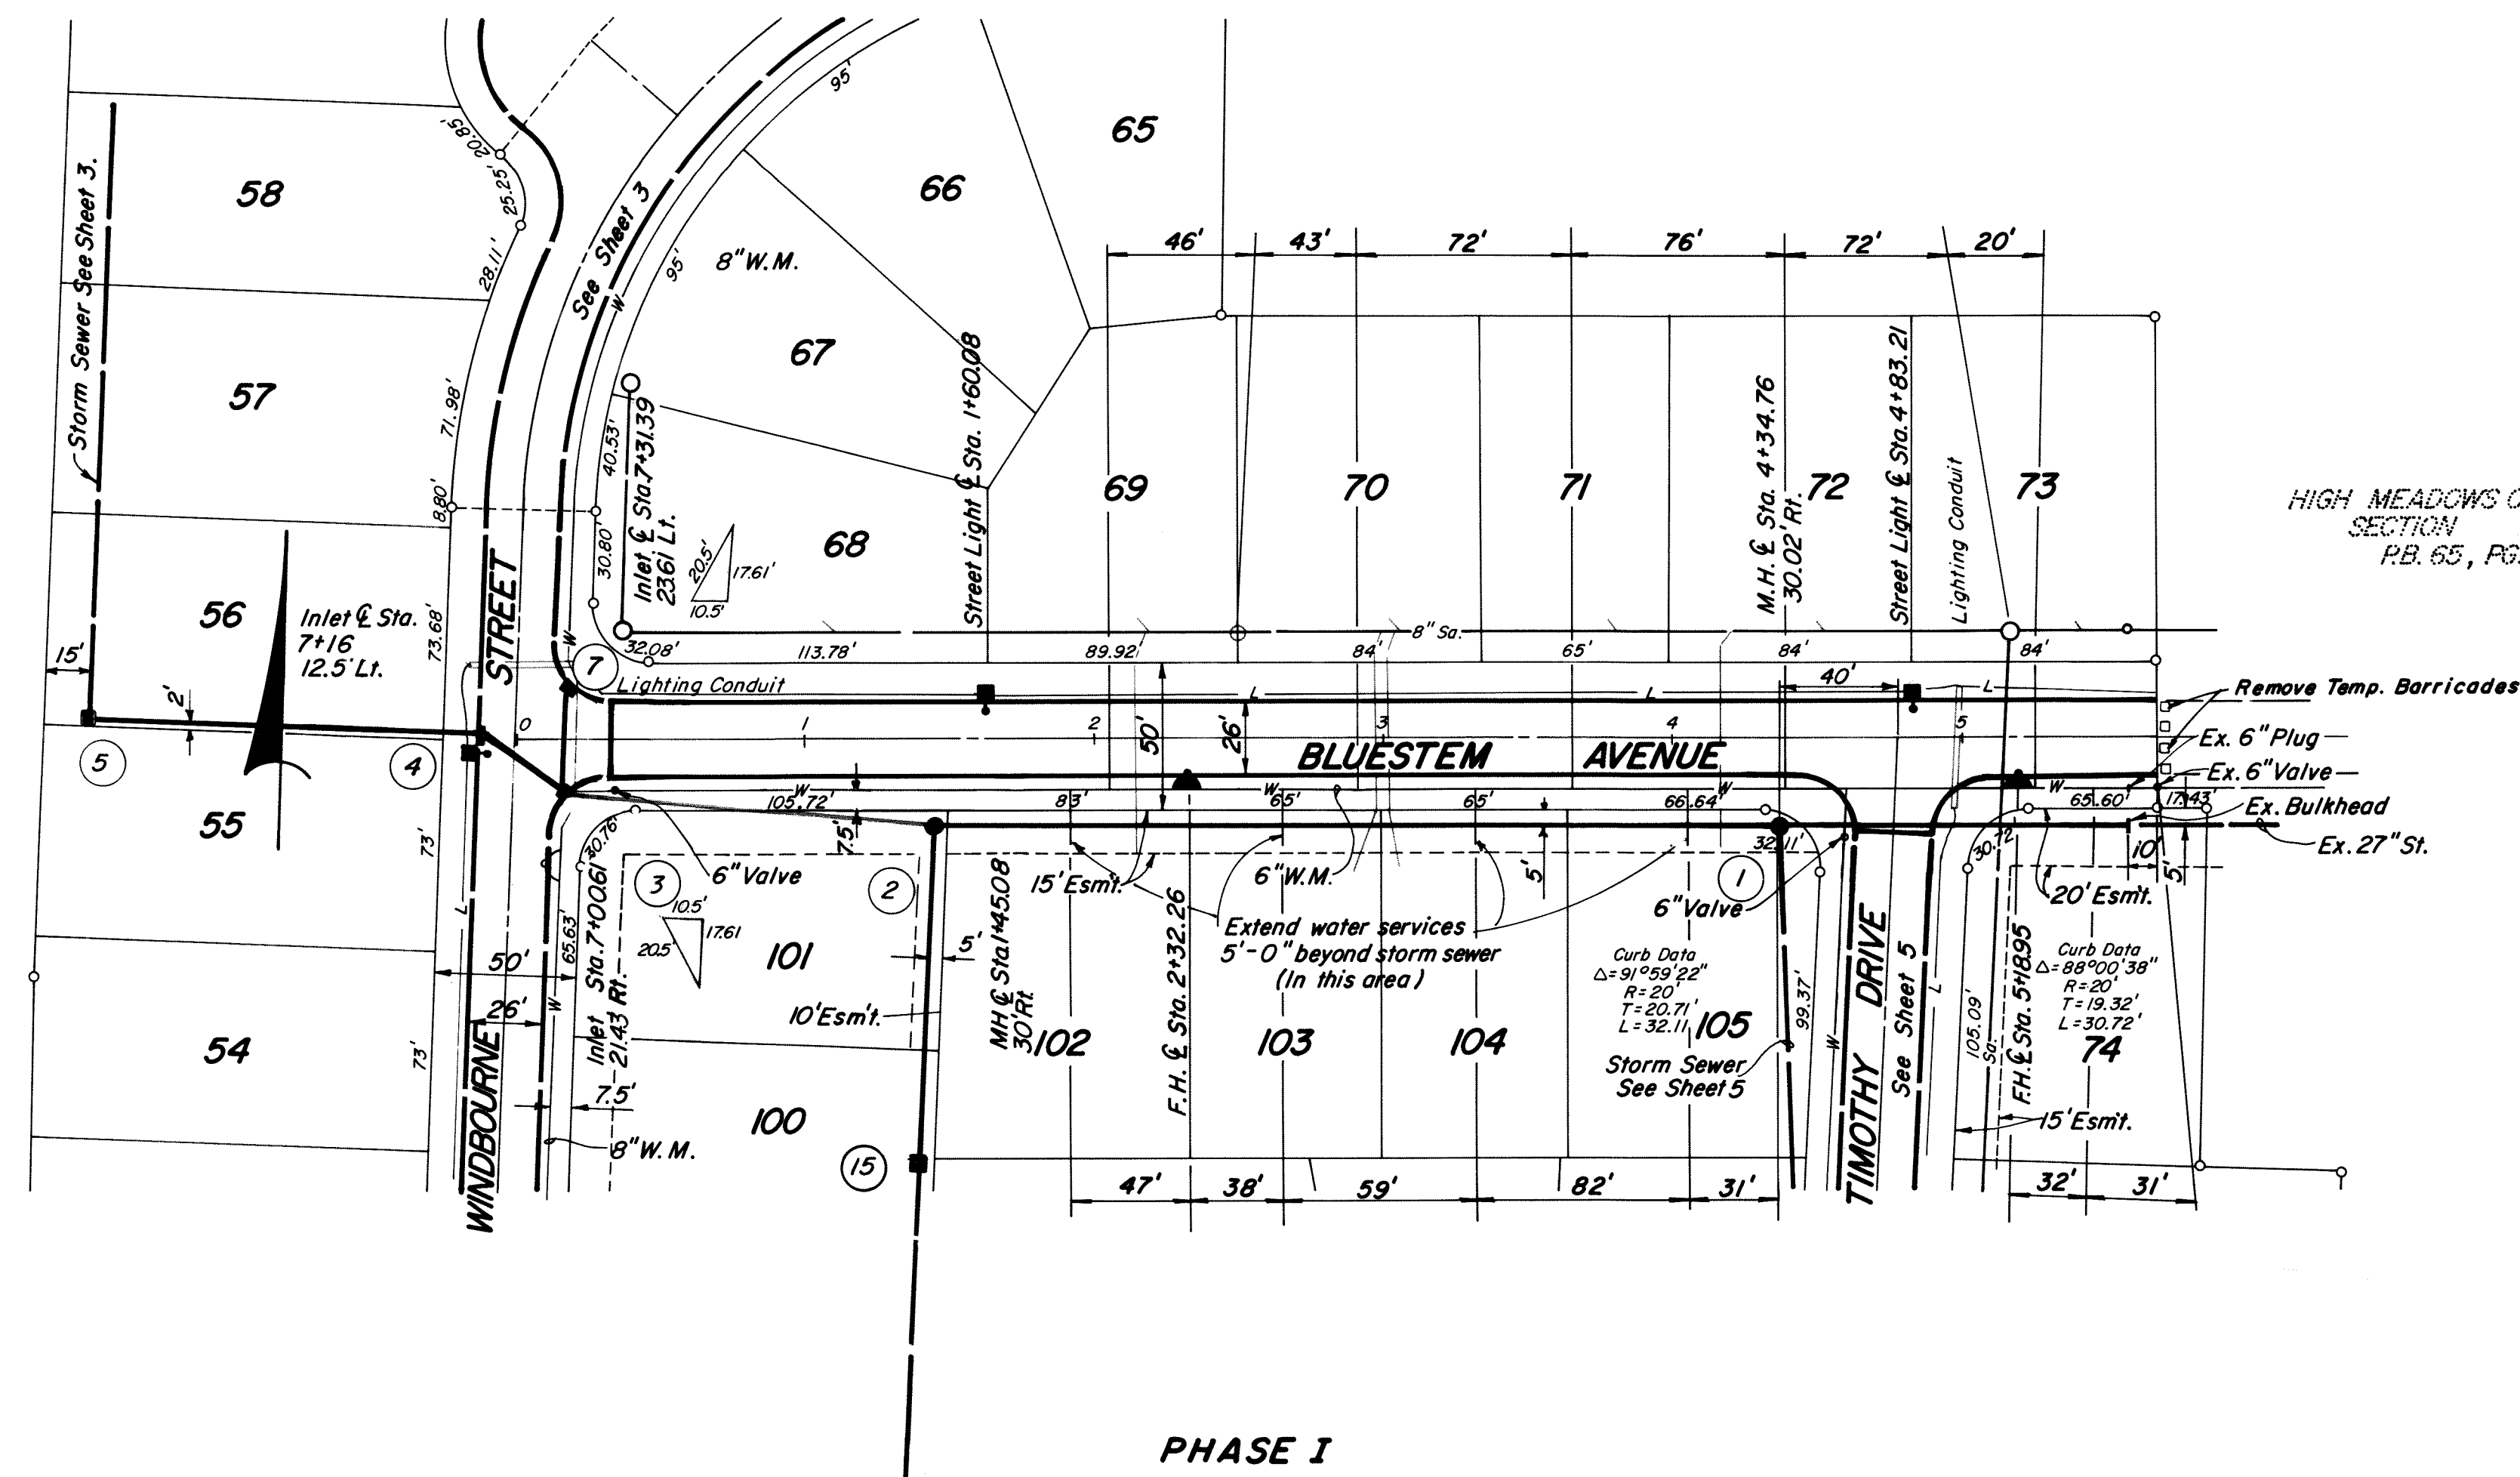 95'
65
20.85'
Storm Sewer See Sheet 3.
58
25.25'
66
See Sheet 3
28.11'
95'
8" W.M.
46'
43'
72'
76'
72'
20'
W
67
57
71.98'
40.53'
Inlet ℄ Sta. 7+31.39
23.61 Lt.
Street Light ℄ Sta. 1+60.08
M.H. ℄ Sta. 4+34.76
30.02' Rt.
Street Light ℄ Sta. 4+83.21
Lighting Conduit
69
70
71
72
73
HIGH MEADOWS
SECTION
P.B. 65, PG.
8.80'
30.80'
68
20.5'
17.61'
10.5'
STREET
56
Inlet ℄ Sta.
7+16
12.5' Lt.
73.68'
15'
2'
W
8" Sa.
32.08'
113.78'
89.92'
84'
65'
84'
84'
7
Lighting Conduit
L
L
L
40'
Remove Temp. Barricades
0
1
2
3
4
5
50'
26'
BLUESTEM AVENUE
Ex. 6" Plug
Ex. 6" Valve
5
4
W
W
W
W
105.72'
83'
65'
65'
66.64'
65.60'
17.43'
Ex. Bulkhead
55
73'
30.76'
7.5'
32.11'
30.72
10'
5'
Ex. 27" St.
3
6" Valve
2
15' Esmt.
6" W.M.
5'
1
6" Valve
20' Esm't.
L
65.63'
Inlet Sta. 7+00.61
21.43' Rt.
10.5'
20.5'
17.61
101
5'
MH ℄ Sta 1+45.08
30' Rt.
F.H. ℄ Sta. 2+32.26
Extend water services
5'-0" beyond storm sewer
(In this area)
Curb Data
Δ=91°59'22"
R=20'
T=20.71'
L=32.11
Curb Data
Δ=88°00'38"
R=20'
T=19.32'
L=30.72'
50'
W
26'
10' Esm't.
54
73'
102
103
104
105
99.37'
W
TIMOTHY DRIVE
See Sheet 5
L
105.09'
Sa.
F.H. ℄ Sta. 5+18.95
74
Storm Sewer
See Sheet 5
7.5'
100
15' Esm't.
WINDBOURNE
8" W.M.
15
47'
38'
59'
82'
31'
32'
31'
PHASE I